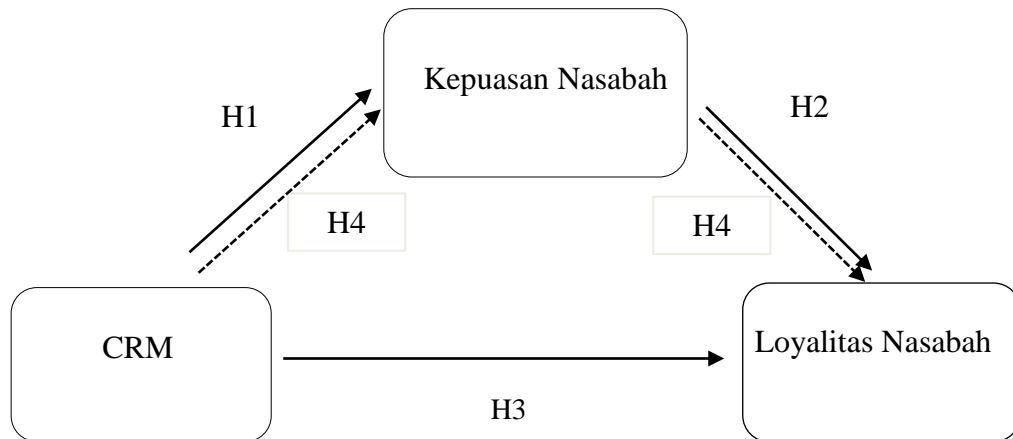 Kepuasan Nasabah
H1
H2
H4
H4
CRM
Loyalitas Nasabah
H3